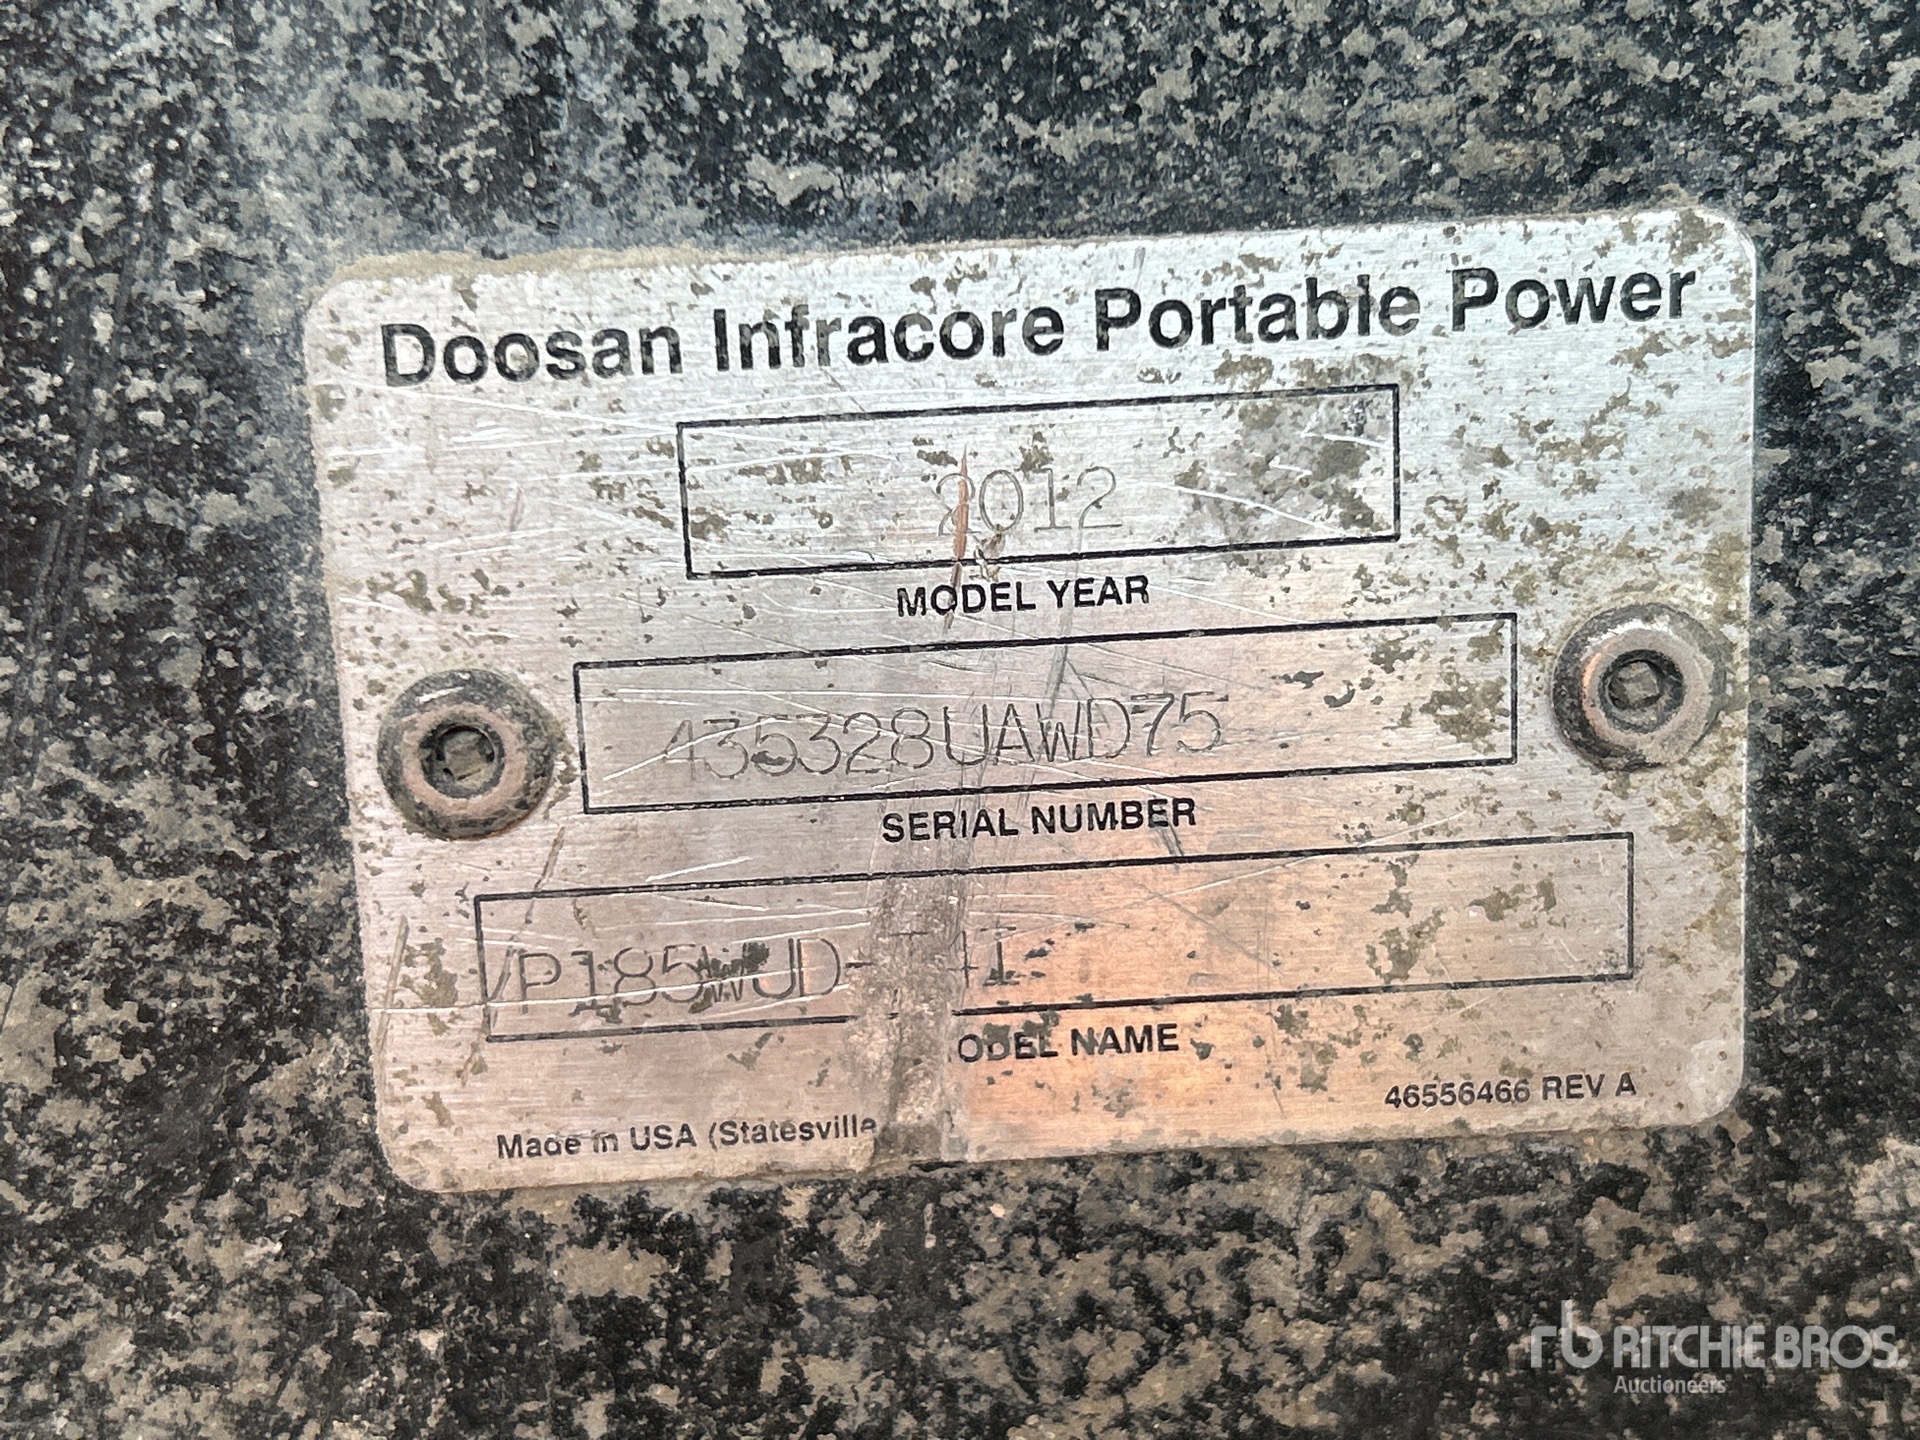 Doosan Infracore Portable Power
2012
MODEL YEAR
435328UAWD75
SERIAL NUMBER
ODEL NAME
46556466 REV A
Made in USA (Statesville
rb RITCHIE BROS.
Auctioneers